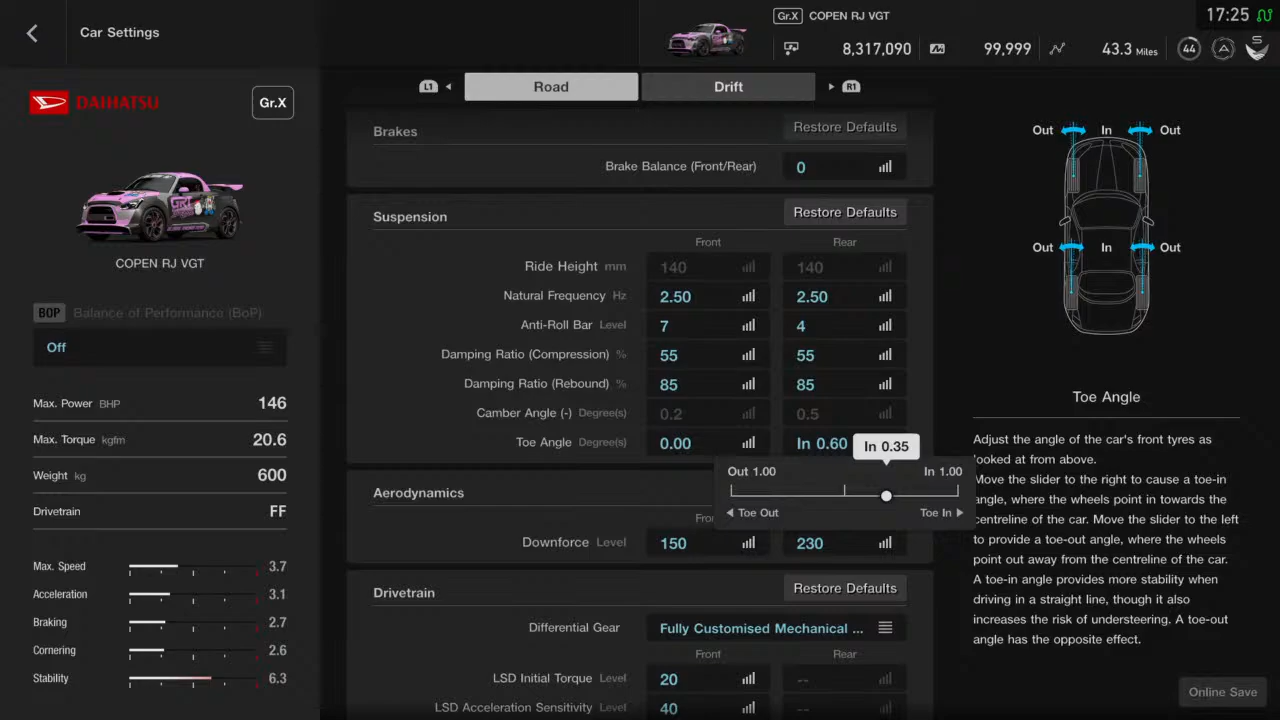 Car Settings
Gr.X COPEN RJ VGT
17:25
8,317,090 99,999 43.3 Miles 44
DAIHATSU Gr.X
COPEN RJ VGT
BOP Balance of Performance (BoP)
Off
Max. Power BHP 146
Max. Torque kgfm 20.6
Weight kg 600
Drivetrain FF
Max. Speed 3.7
Acceleration 3.1
Braking 2.7
Cornering 2.6
Stability 6.3
L1 Road Drift R1
Brakes Restore Defaults
Brake Balance (Front/Rear) 0
Suspension Restore Defaults
Front Rear
Ride Height mm 140 140
Natural Frequency Hz 2.50 2.50
Anti-Roll Bar Level 7 4
Damping Ratio (Compression) % 55 55
Damping Ratio (Rebound) % 85 85
Camber Angle (-) Degree(s) 0.2 0.5
Toe Angle Degree(s) 0.00 In 0.60
In 0.35
Out 1.00 In 1.00
Toe Out Toe In
Aerodynamics
Downforce Level 150 230
Drivetrain Restore Defaults
Differential Gear Fully Customised Mechanical ...
Front Rear
LSD Initial Torque Level 20 --
LSD Acceleration Sensitivity Level 40 --
Out In Out
Out In Out
Toe Angle
Adjust the angle of the car's front tyres as
looked at from above.
Move the slider to the right to cause a toe-in
angle, where the wheels point in towards the
centreline of the car. Move the slider to the left
to provide a toe-out angle, where the wheels
point out away from the centreline of the car.
A toe-in angle provides more stability when
driving in a straight line, though it also
increases the risk of understeering. A toe-out
angle has the opposite effect.
Online Save